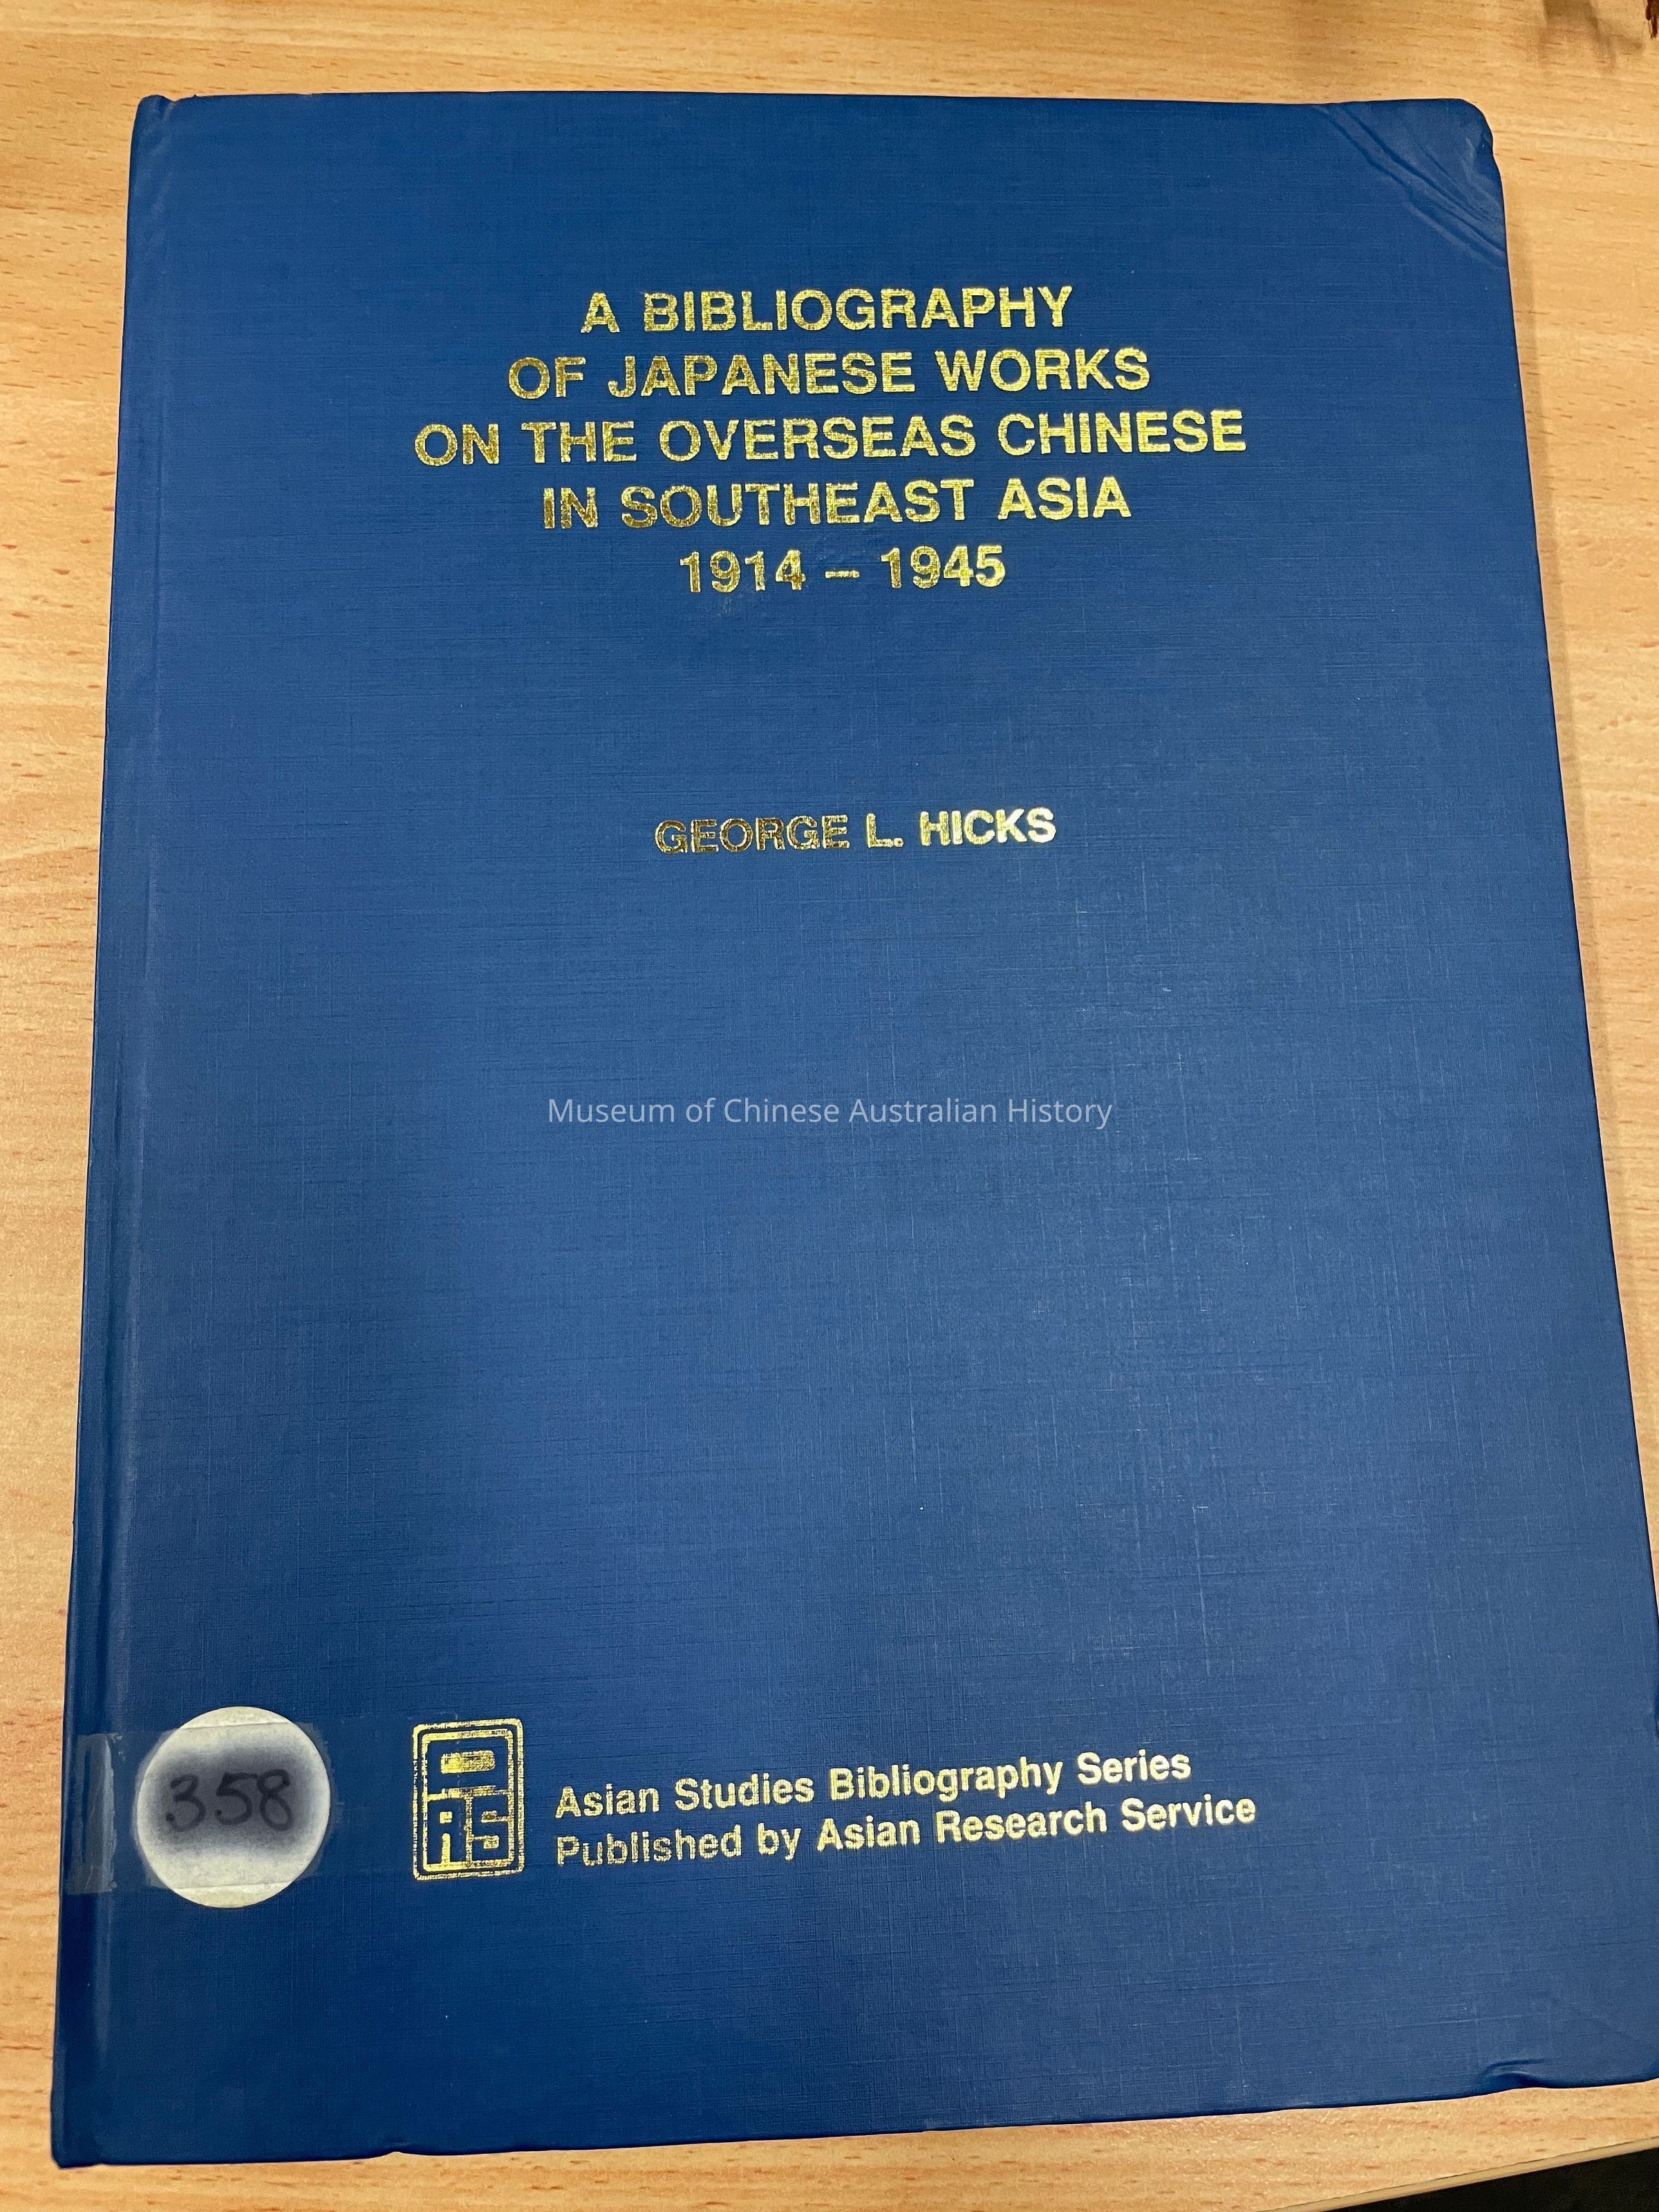 A BIBLIOGRAPHY
OF JAPANESE WORKS
ON THE OVERSEAS CHINESE
IN SOUTHEAST ASIA
1914 – 1945
GEORGE L. HICKS
Museum of Chinese Australian History
358
ARS
Asian Studies Bibliography Series
Published by Asian Research Service